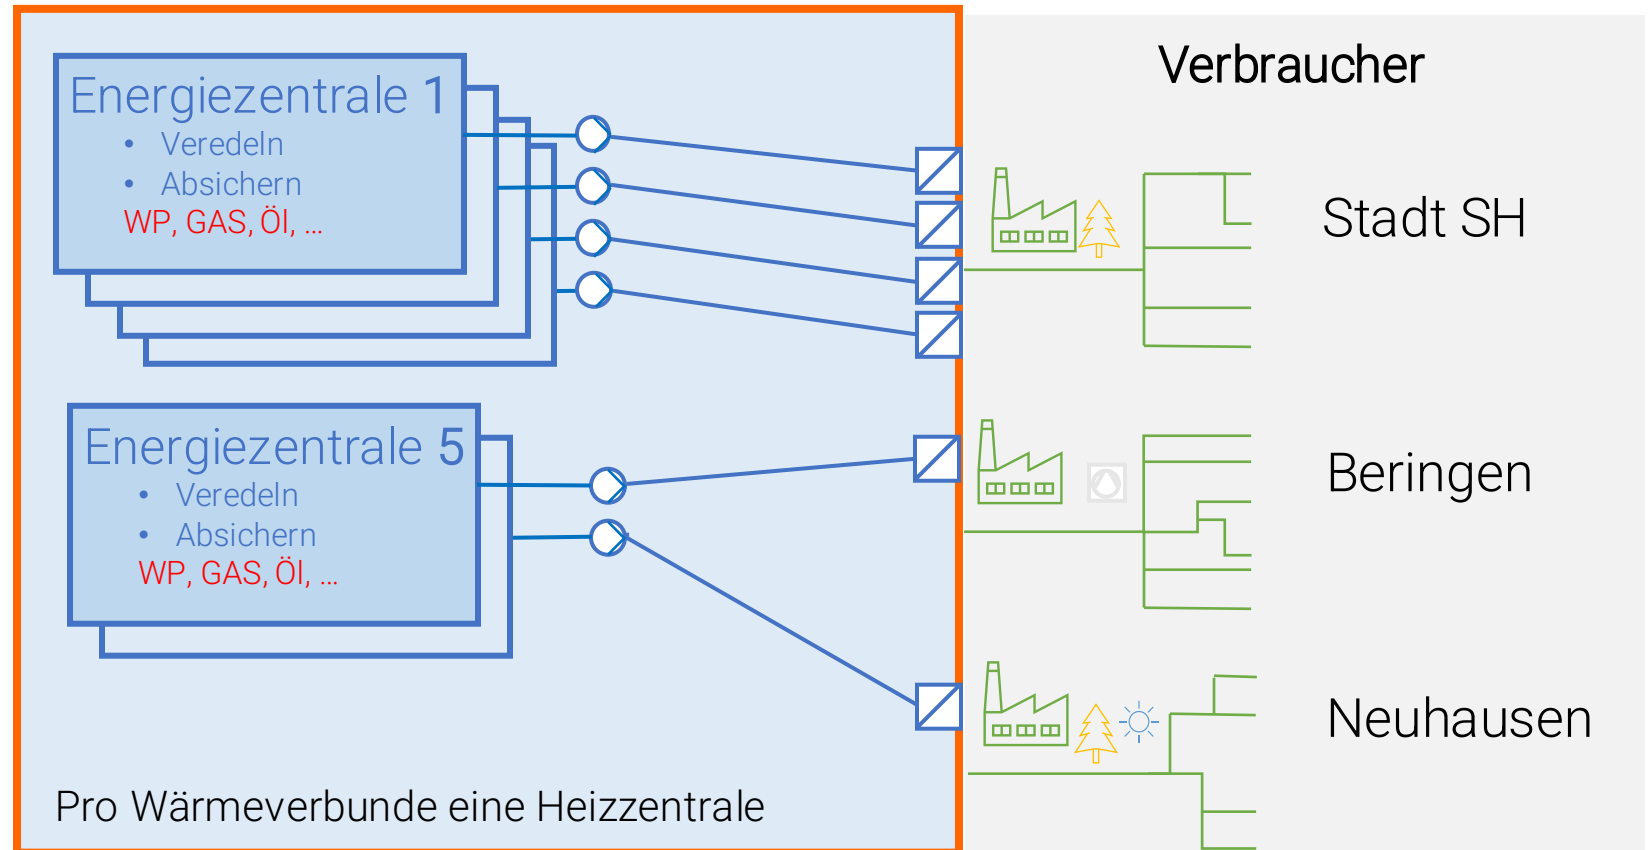 Energiezentrale 1
• Veredeln
• Absichern
WP, GAS, Öl, ...
Energiezentrale 5
• Veredeln
• Absichern
WP, GAS, Öl, ...
Pro Wärmeverbunde eine Heizzentrale
Verbraucher
Stadt SH
Beringen
Neuhausen